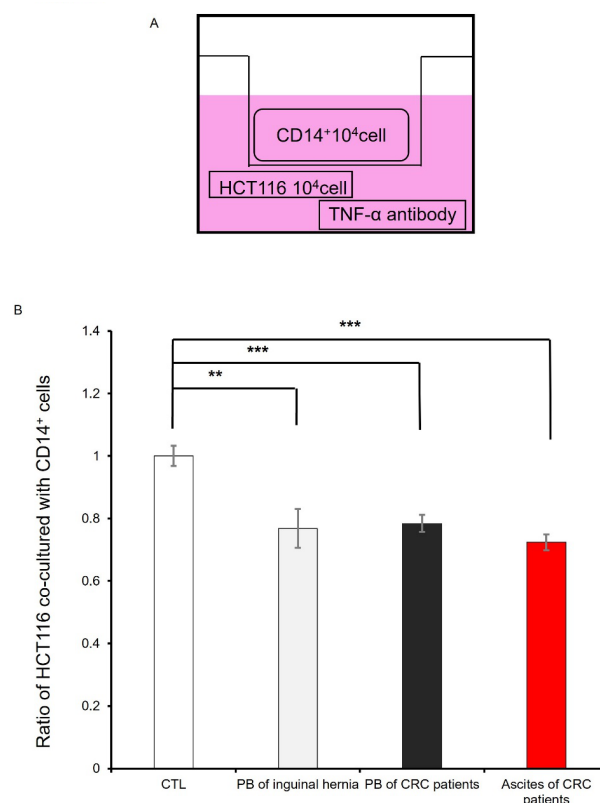 A
CD14⁺10⁴cell
HCT116 10⁴cell
TNF-α antibody
B
Ratio of HCT116 co-cultured with CD14⁺ cells
1.4
1.2
1
0.8
0.6
0.4
0.2
0
***
***
**
CTL
PB of inguinal hernia
PB of CRC patients
Ascites of CRC
patients